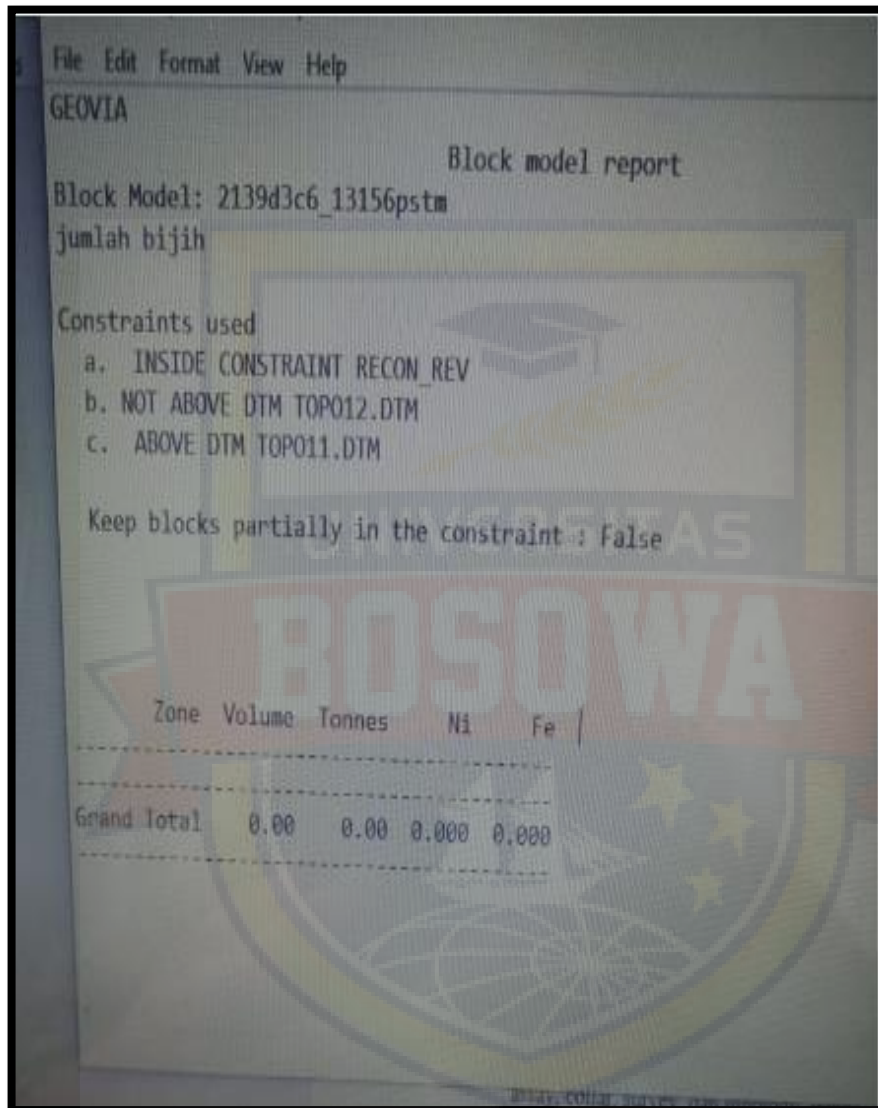 File Edit Format View Help
GEOVIA
Block model report
Block Model: 2139d3c6_13156pstm
jumlah bijih
Constraints used
a. INSIDE CONSTRAINT RECON_REV
b. NOT ABOVE DTM TOPO12.DTM
c. ABOVE DTM TOPO11.DTM
Keep blocks partially in the constraint : False
UNIVERSITAS
BOSOWA
Zone Volume Tonnes Ni Fe
Grand Total 0.00 0.00 0.000 0.000